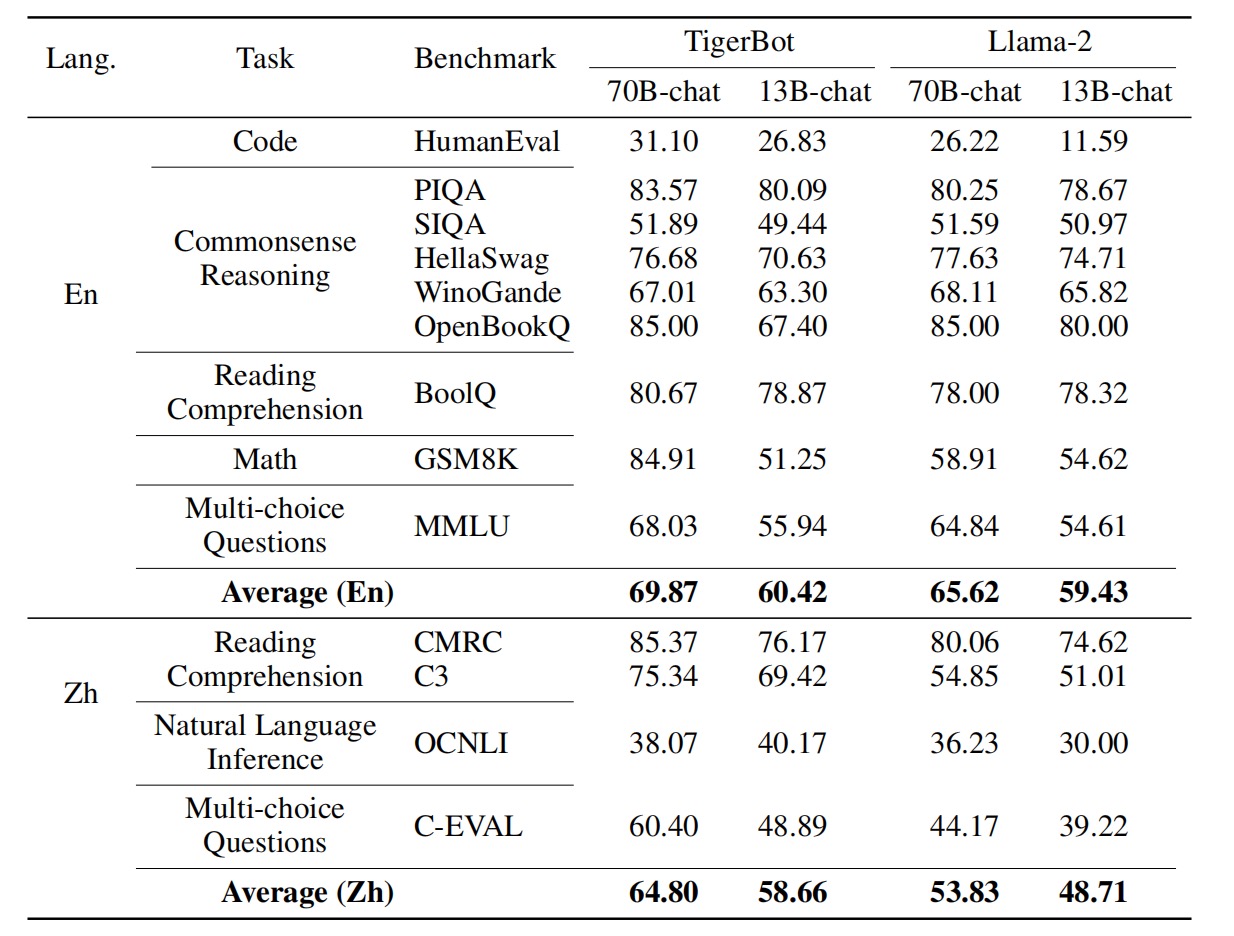 Lang. Task Benchmark TigerBot Llama-2
70B-chat 13B-chat 70B-chat 13B-chat
En
Code HumanEval 31.10 26.83 26.22 11.59
Commonsense
Reasoning
PIQA 83.57 80.09 80.25 78.67
SIQA 51.89 49.44 51.59 50.97
HellaSwag 76.68 70.63 77.63 74.71
WinoGande 67.01 63.30 68.11 65.82
OpenBookQ 85.00 67.40 85.00 80.00
Reading
Comprehension
BoolQ 80.67 78.87 78.00 78.32
Math GSM8K 84.91 51.25 58.91 54.62
Multi-choice
Questions
MMLU 68.03 55.94 64.84 54.61
Average (En) 69.87 60.42 65.62 59.43
Zh
Reading
Comprehension
CMRC 85.37 76.17 80.06 74.62
C3 75.34 69.42 54.85 51.01
Natural Language
Inference
OCNLI 38.07 40.17 36.23 30.00
Multi-choice
Questions
C-EVAL 60.40 48.89 44.17 39.22
Average (Zh) 64.80 58.66 53.83 48.71